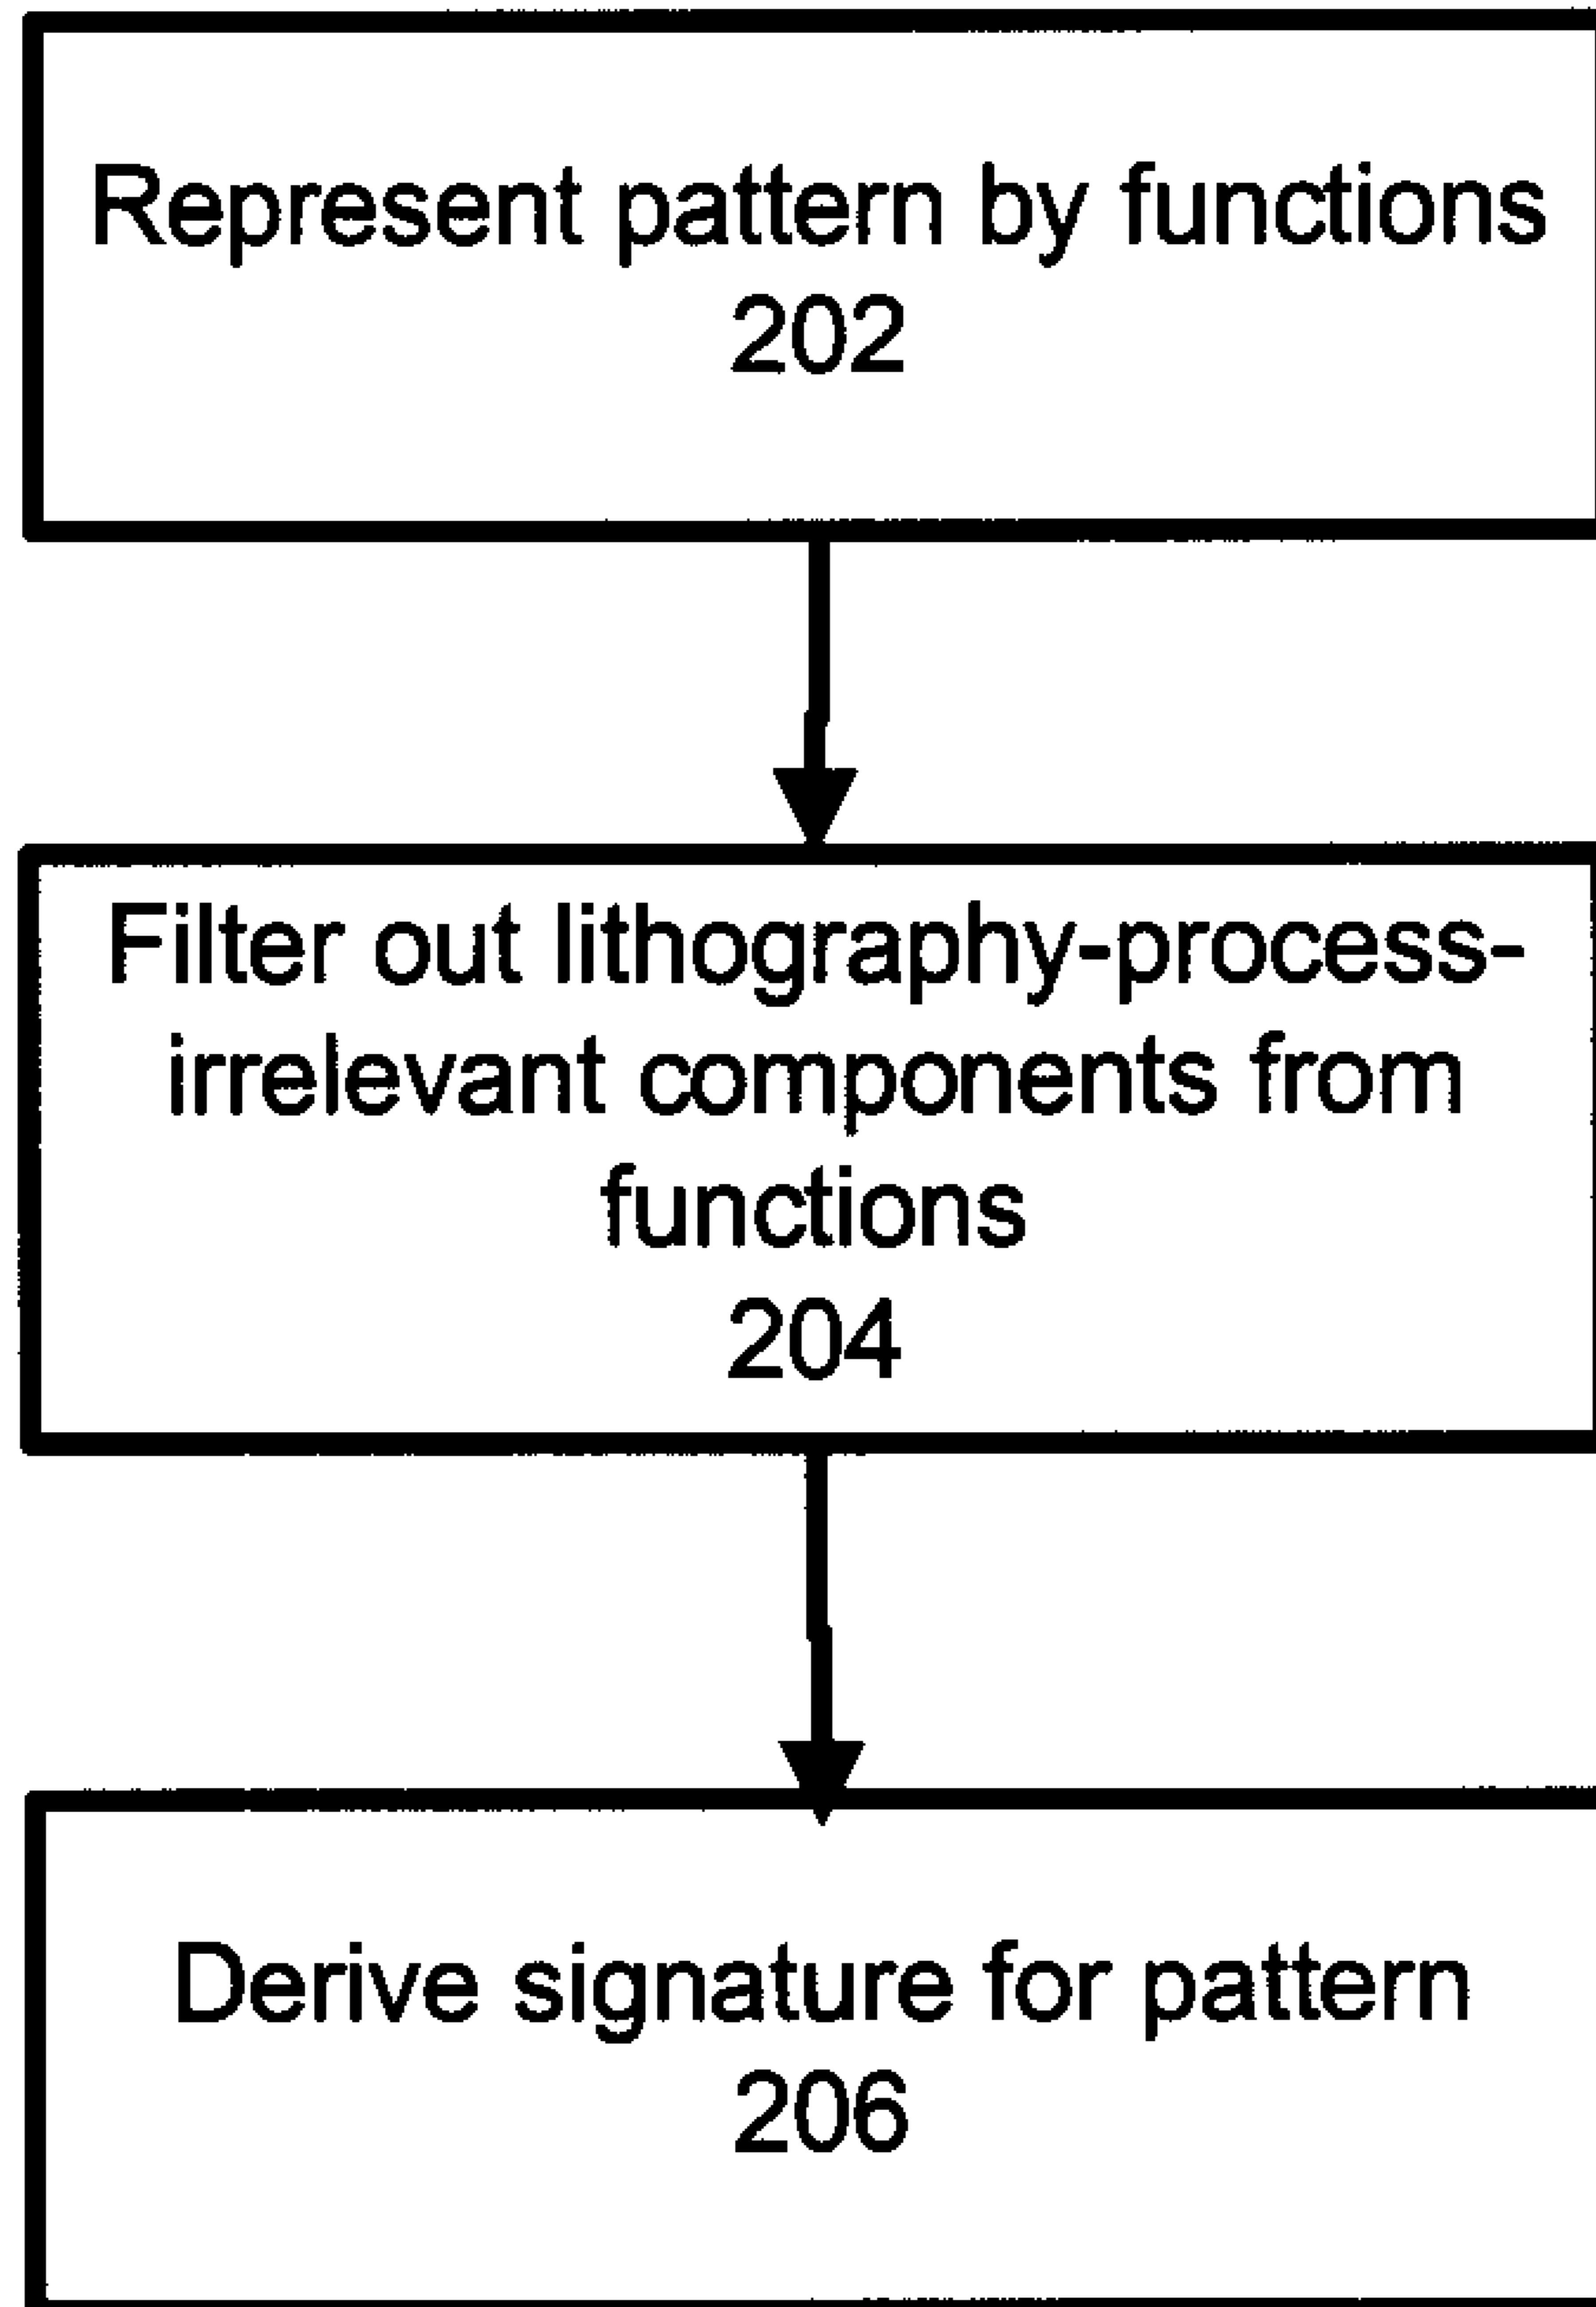 Represent pattern by functions
202
Filter out lithography-process-
irrelevant components from
functions
204
Derive signature for pattern
206